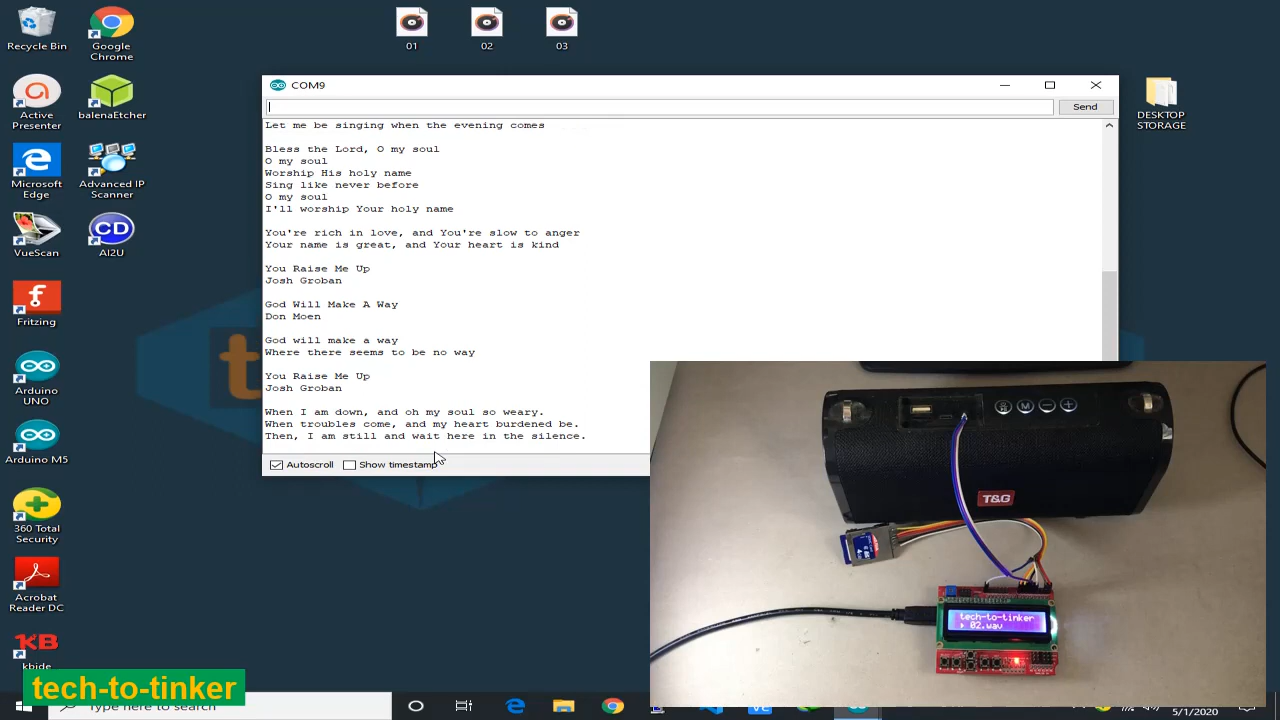 01
02
03
Recycle Bin
Google
Chrome
Active
Presenter
balenaEtcher
Microsoft
Edge
Advanced IP
Scanner
VueScan
CD
AI2U
Fritzing
Arduino
UNO
Arduino M5
360 Total
Security
Acrobat
Reader DC
KB
kbide
DESKTOP
STORAGE
COM9
Send
Let me be singing when the evening comes
Bless the Lord, O my soul
O my soul
Worship His holy name
Sing like never before
O my soul
I'll worship Your holy name
You're rich in love, and You're slow to anger
Your name is great, and Your heart is kind
You Raise Me Up
Josh Groban
God Will Make A Way
Don Moen
God will make a way
Where there seems to be no way
You Raise Me Up
Josh Groban
When I am down, and oh my soul so weary.
When troubles come, and my heart burdened be.
Then, I am still and wait here in the silence.
Autoscroll
Show timestamp
M
T&G
tech-to-tinker
02.wav
tech-to-tinker
Type here to search
5/1/2020